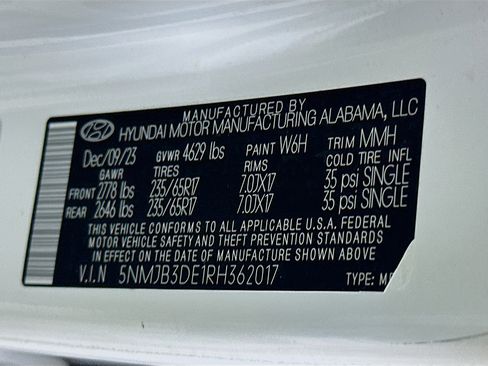 MANUFACTURED BY
HYUNDAI MOTOR MANUFACTURING ALABAMA, LLC
Dec/09/23 GVWR 4629 lbs PAINT W6H TRIM MMH
GAWR TIRES RIMS COLD TIRE INFL
FRONT 2778 lbs 235/65R17 7.0JX17 35 psi SINGLE
REAR 2646 lbs 235/65R17 7.0JX17 35 psi SINGLE
THIS VEHICLE CONFORMS TO ALL APPLICABLE U.S.A. FEDERAL
MOTOR VEHICLE SAFETY AND THEFT PREVENTION STANDARDS
IN EFFECT ON THE DATE OF MANUFACTURE SHOWN ABOVE
V.I.N 5NMJB3DE1RH362017 TYPE: